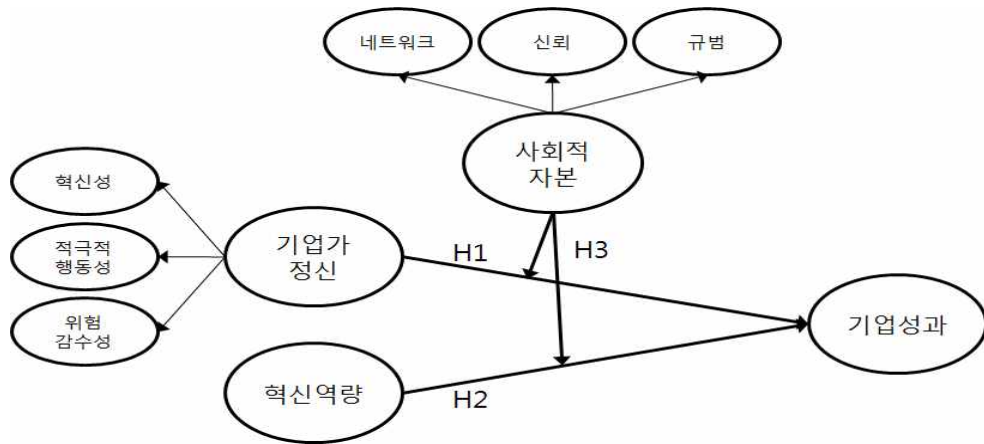 네트워크
신뢰
규범
사회적
자본
혁신성
적극적
행동성
위험
감수성
기업가
정신
H1
H3
기업성과
혁신역량
H2